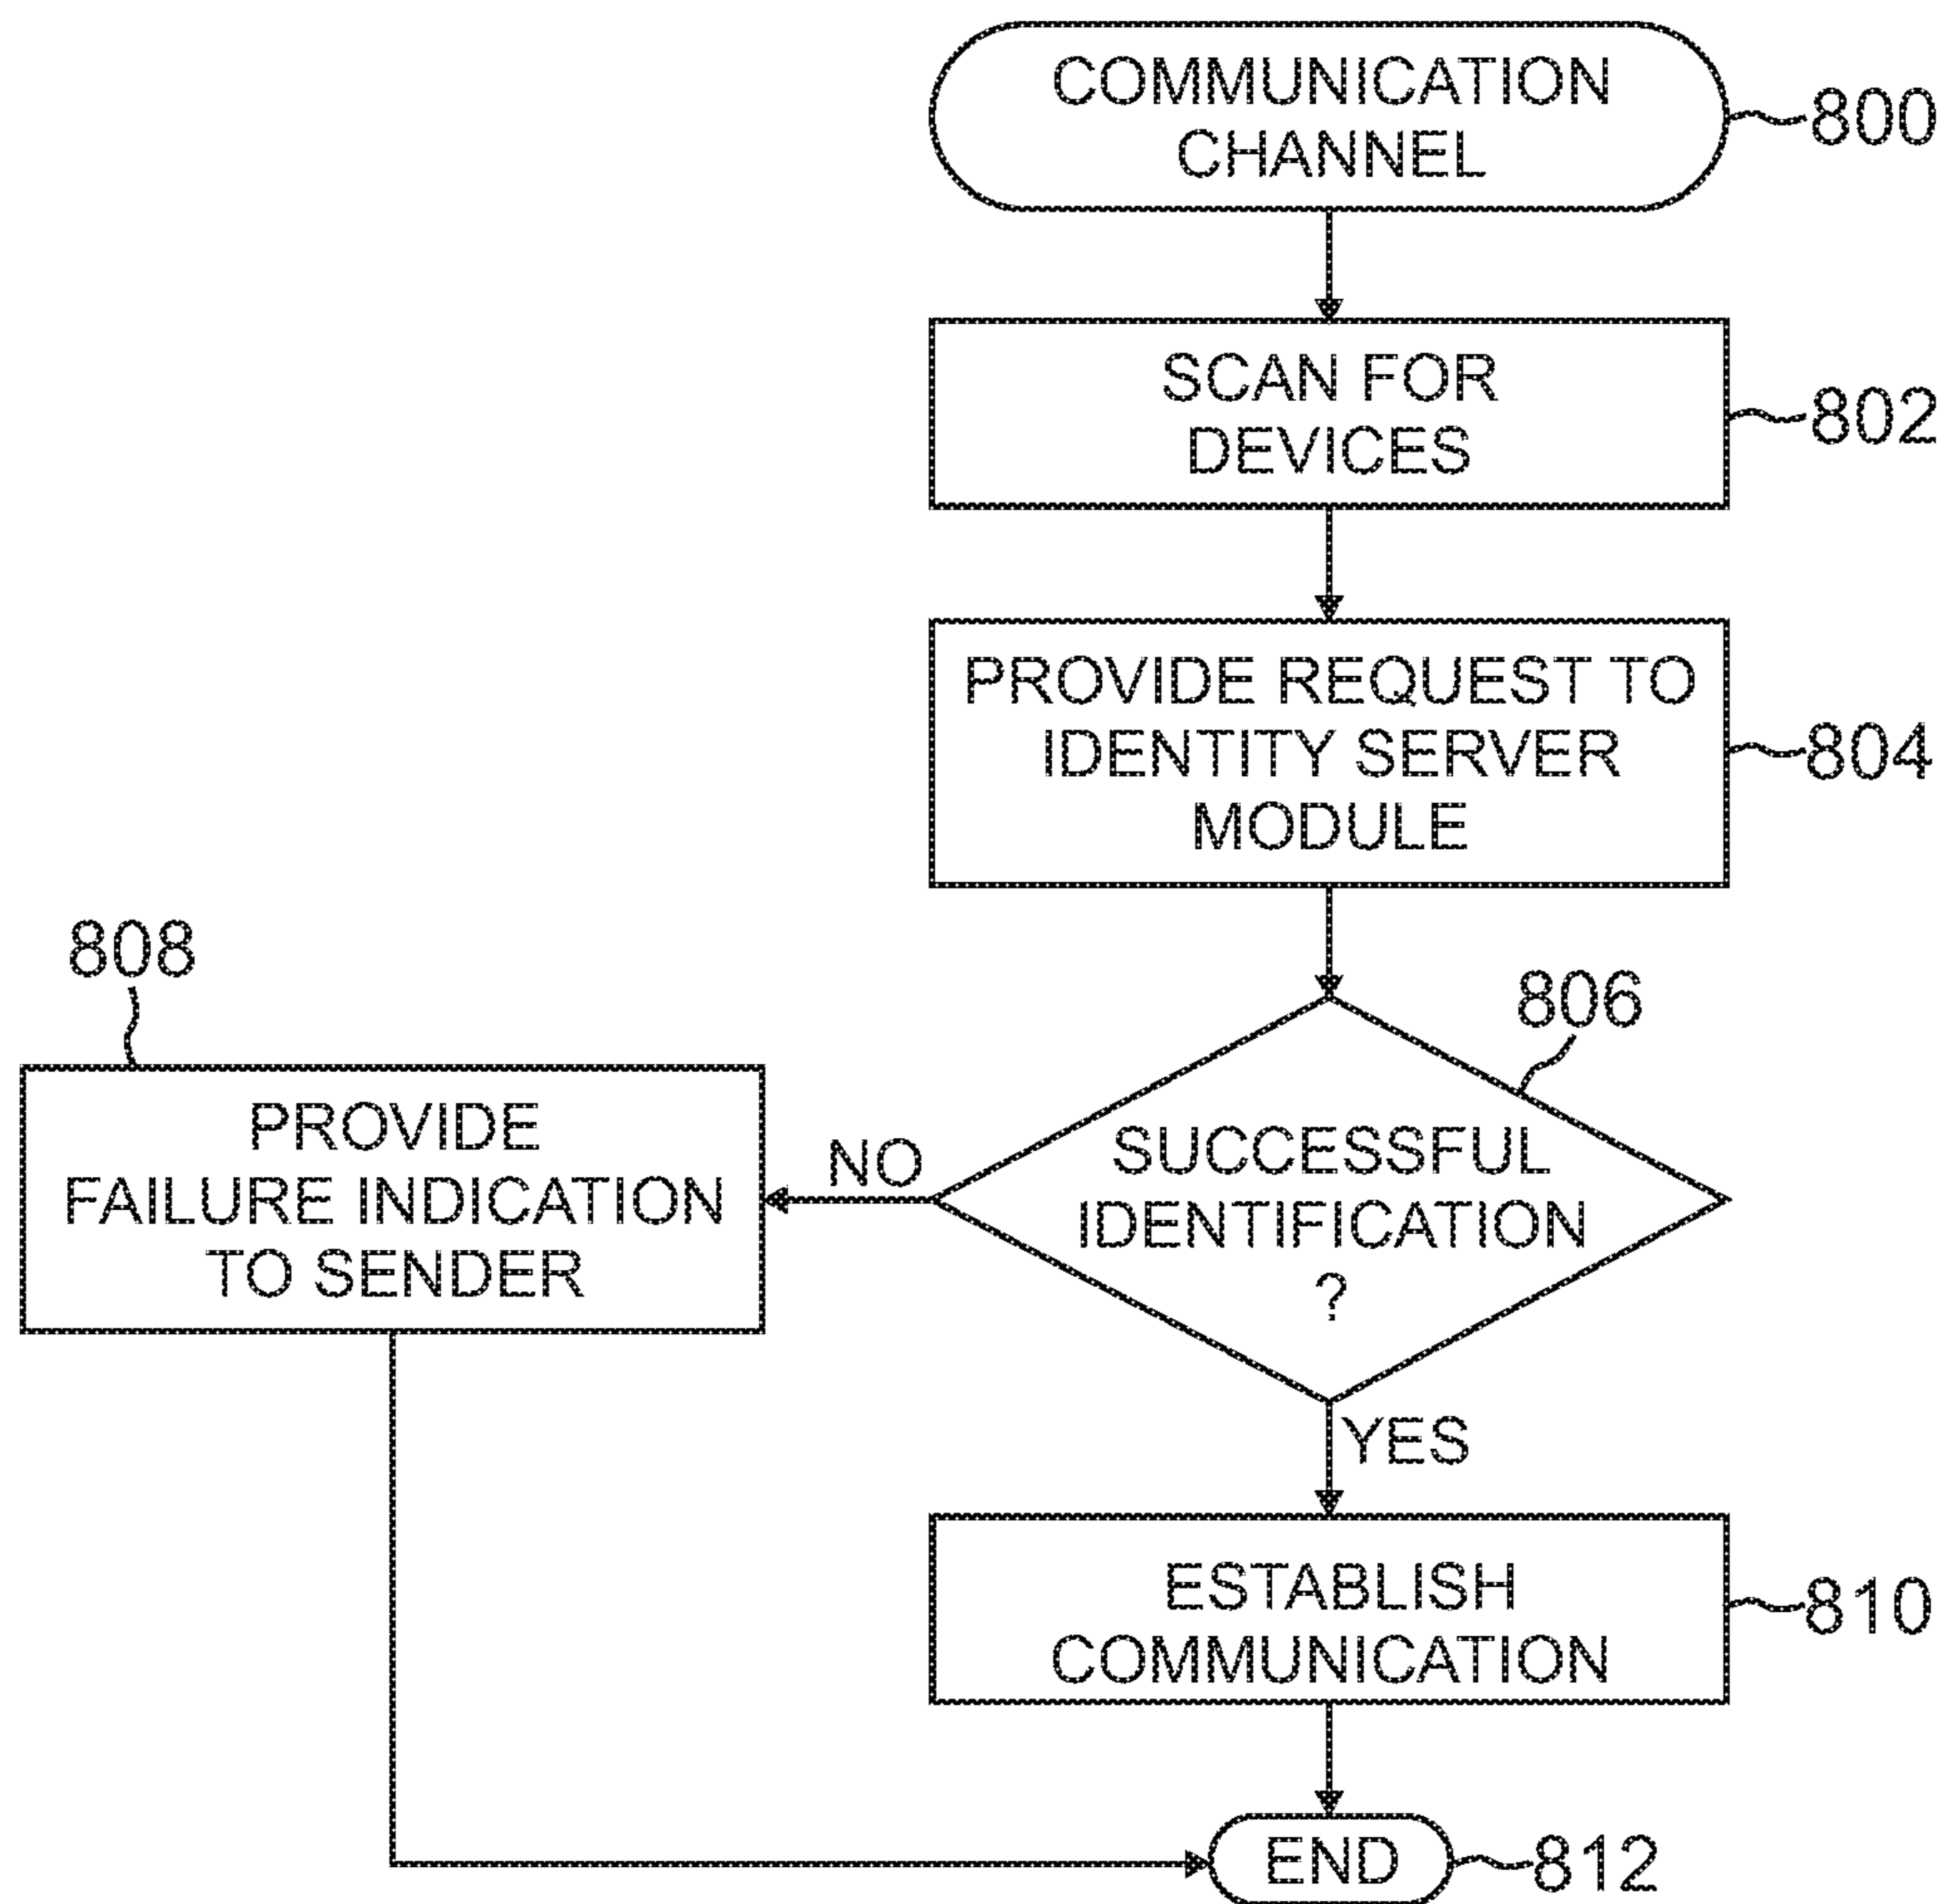 COMMUNICATION
CHANNEL
800
SCAN FOR
DEVICES
802
PROVIDE REQUEST TO
IDENTITY SERVER
MODULE
804
808
806
PROVIDE
FAILURE INDICATION
TO SENDER
NO
SUCCESSFUL
IDENTIFICATION
?
YES
ESTABLISH
COMMUNICATION
810
END
812